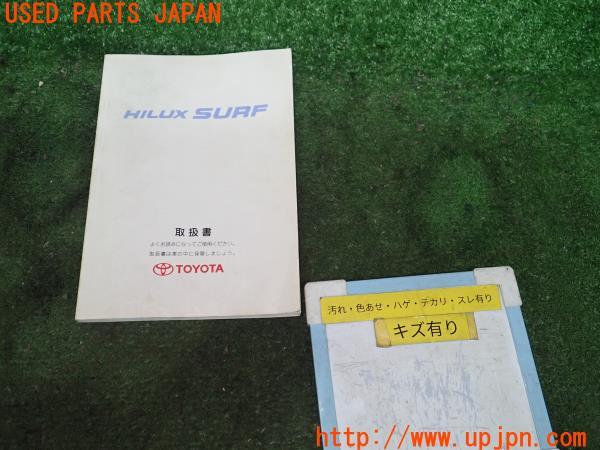 USED PARTS JAPAN
HILUX SURF
取扱書
よくお読みになってご使用ください。
取扱書は車の中に保管しましょう。
TOYOTA
汚れ・色あせ・ハゲ・テカリ・スレ有り
キズ有り
http://www.upjpn.com